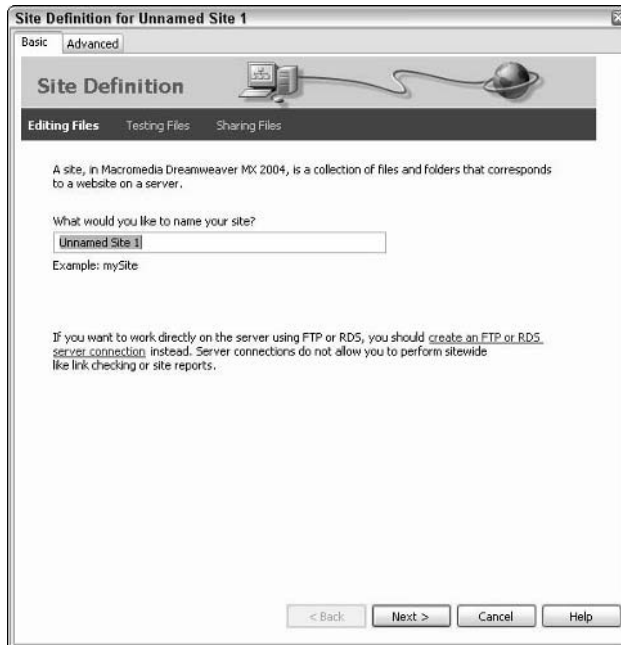 Site Definition for Unnamed Site 1
Basic
Advanced
Site Definition
Editing Files
Testing Files
Sharing Files
A site, in Macromedia Dreamweaver MX 2004, is a collection of files and folders that corresponds
to a website on a server.
What would you like to name your site?
Unnamed Site 1
Example: mySite
If you want to work directly on the server using FTP or RDS, you should create an FTP or RDS
server connection instead. Server connections do not allow you to perform sitewide
like link checking or site reports.
< Back
Next >
Cancel
Help